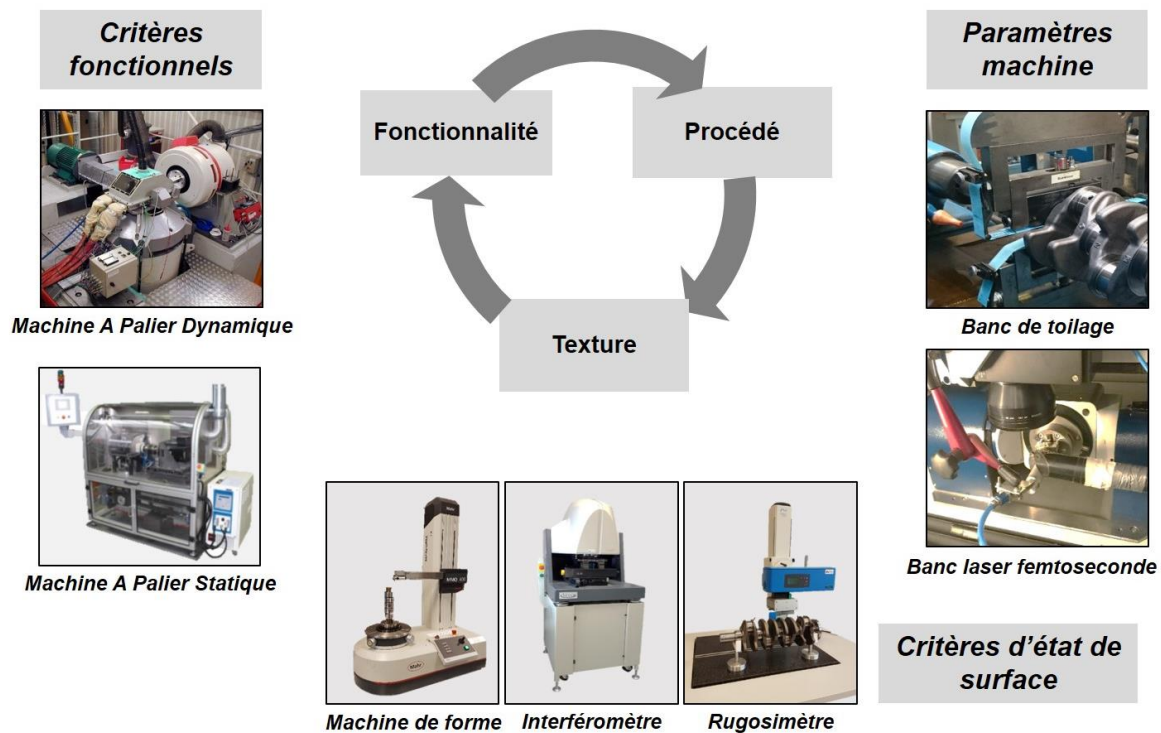 Critères
fonctionnels
Paramètres
machine
Fonctionnalité
Procédé
Texture
Machine A Palier Dynamique
Banc de toilage
Machine A Palier Statique
Banc laser femtoseconde
Critères d’état de
surface
Machine de forme
Interféromètre
Rugosimètre